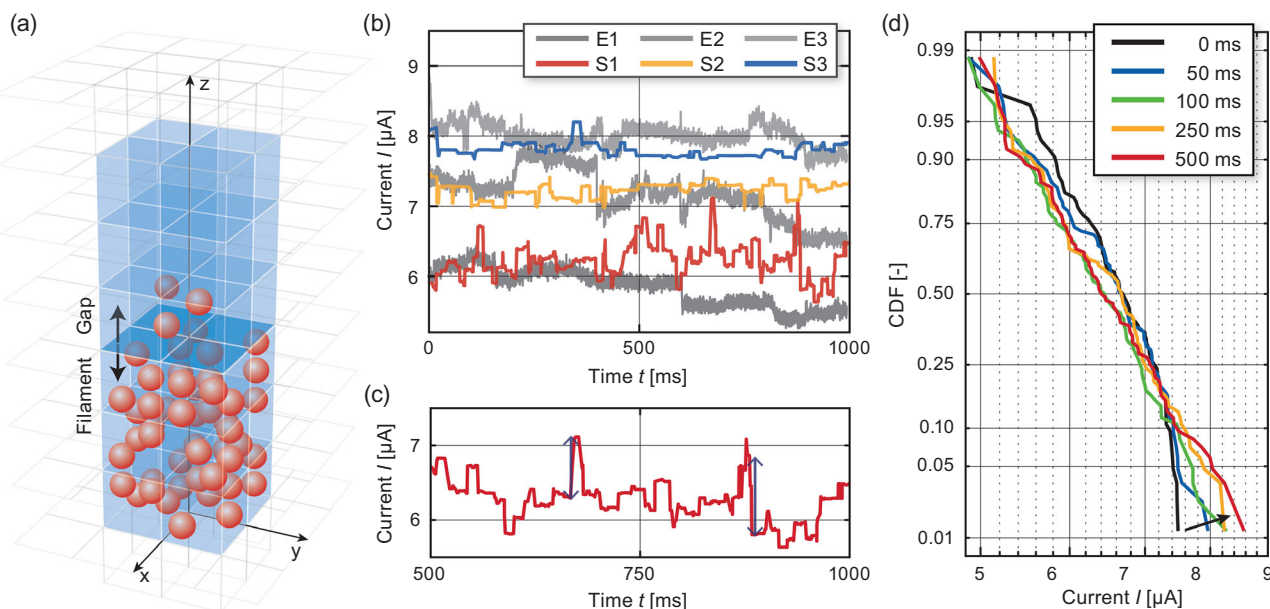 (a)
z
Gap
Filament
x
y
(b)
E1 E2 E3
S1 S2 S3
Current I [µA]
9
8
7
6
0 500 1000
Time t [ms]
(c)
Current I [µA]
7
6
500 750 1000
Time t [ms]
(d)
0 ms
50 ms
100 ms
250 ms
500 ms
CDF [-]
0.99
0.95
0.90
0.75
0.50
0.25
0.10
0.05
0.01
5 6 7 8 9
Current I [µA]